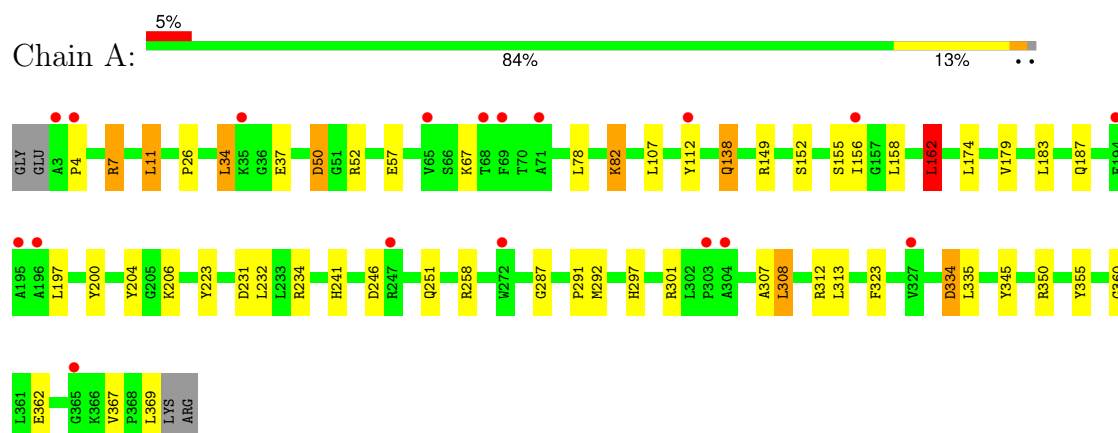 5%
Chain A:
84% 13% • •
GLY GLU A3 P4 R7 L11 P26 L34 K35 G36 E37 D50 G51 R52 E57 V65 S66 K67 T68 F69 T70 A71 L78 K82 L107 Y112 Q138 R149 S152 S155 I156 G157 L158 L162 L174 V179 L183 Q187 E194
A195 A196 L197 Y200 Y204 G205 K206 Y223 D231 L232 L233 R234 H241 D246 R247 Q251 R258 W272 G287 P291 M292 H297 R301 L302 P303 A304 A307 L308 R312 L313 F323 V327 D334 L335 Y345 R350 Y355 G360
L361 E362 G365 K366 V367 P368 L369 LYS ARG